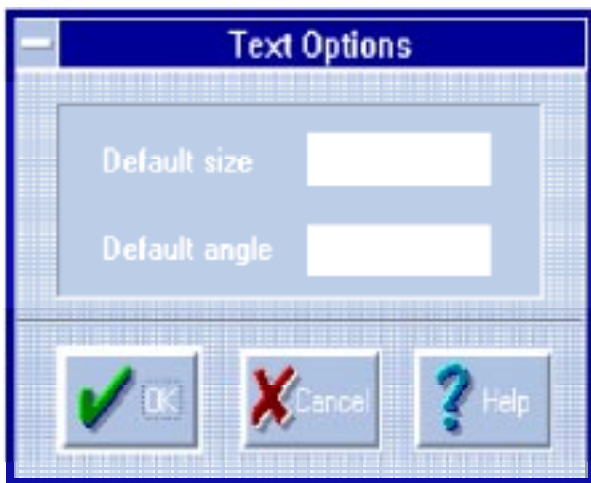 Text Options
Default size
Default angle
OK Cancel Help